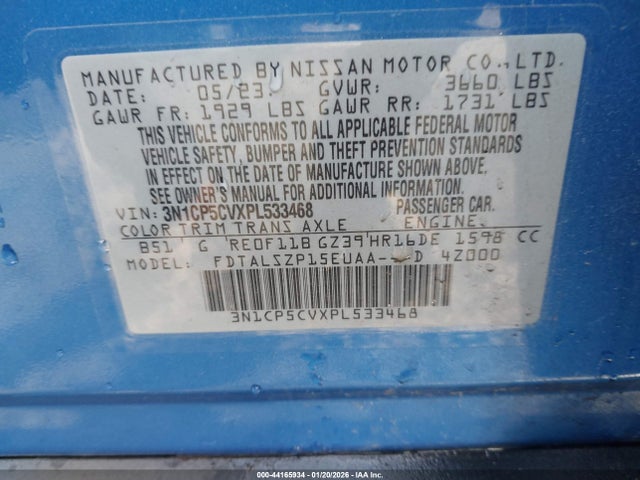 MANUFACTURED BY NISSAN MOTOR CO.,LTD.
DATE: 05/23 GVWR: 3660 LBS
GAWR FR: 1929 LBS GAWR RR: 1731 LBS
THIS VEHICLE CONFORMS TO ALL APPLICABLE FEDERAL MOTOR
VEHICLE SAFETY, BUMPER AND THEFT PREVENTION STANDARDS
IN EFFECT ON THE DATE OF MANUFACTURE SHOWN ABOVE.
SEE OWNER'S MANUAL FOR ADDITIONAL INFORMATION.
VIN: 3N1CP5CVXPL533468 PASSENGER CAR.
COLOR TRIM TRANS AXLE ENGINE
B51 G RE0F11B GZ39 HR16DE 1598 CC
MODEL: FDTALSZP15EUAA---D 4Z000
3N1CP5CVXPL533468
000-44165934 | 01/20/2026 | IAA Inc.